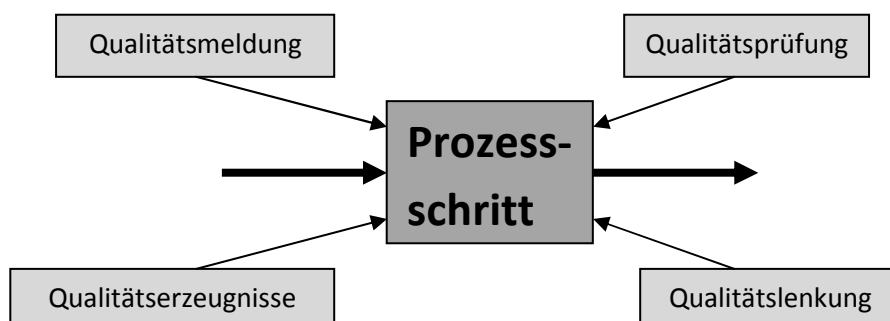 Qualitätsmeldung
Qualitätsprüfung
Prozess-
schritt
Qualitätserzeugnisse
Qualitätslenkung